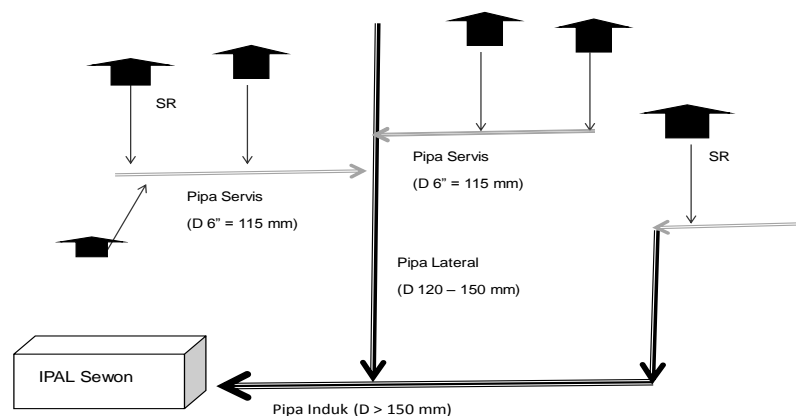 SR
Pipa Servis
(D 6” = 115 mm)
Pipa Servis
(D 6” = 115 mm)
SR
Pipa Lateral
(D 120 – 150 mm)
IPAL Sewon
Pipa Induk (D > 150 mm)